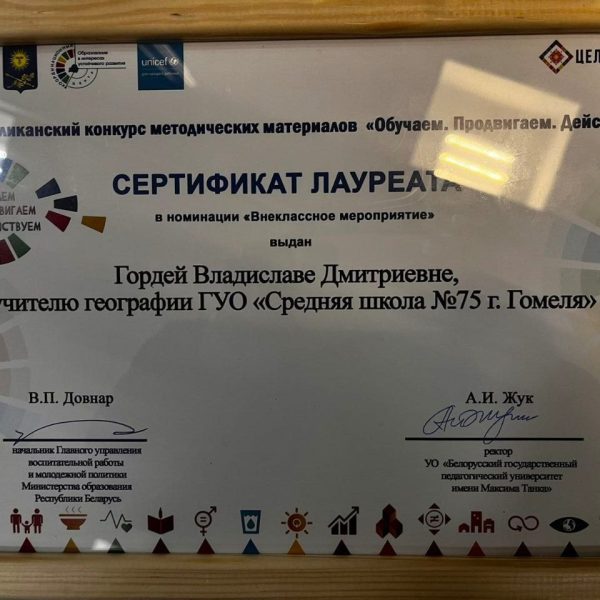 Образование
в интересах
устойчивого развития
unicef
ЦЕЛ
ликанский конкурс методических материалов «Обучаем. Продвигаем. Дейс
СЕРТИФИКАТ ЛАУРЕАТА
АЕМ
ДВИГАЕМ
СТВУЕМ
в номинации «Внеклассное мероприятие»
выдан
Гордей Владиславе Дмитриевне,
учителю географии ГУО «Средняя школа №75 г. Гомеля»
В.П. Довнар
начальник Главного управления
воспитательной работы
и молодежной политики
Министерства образования
Республики Беларусь
А.И. Жук
ректор
УО «Белорусский государственный
педагогический университет
имени Максима Танка»